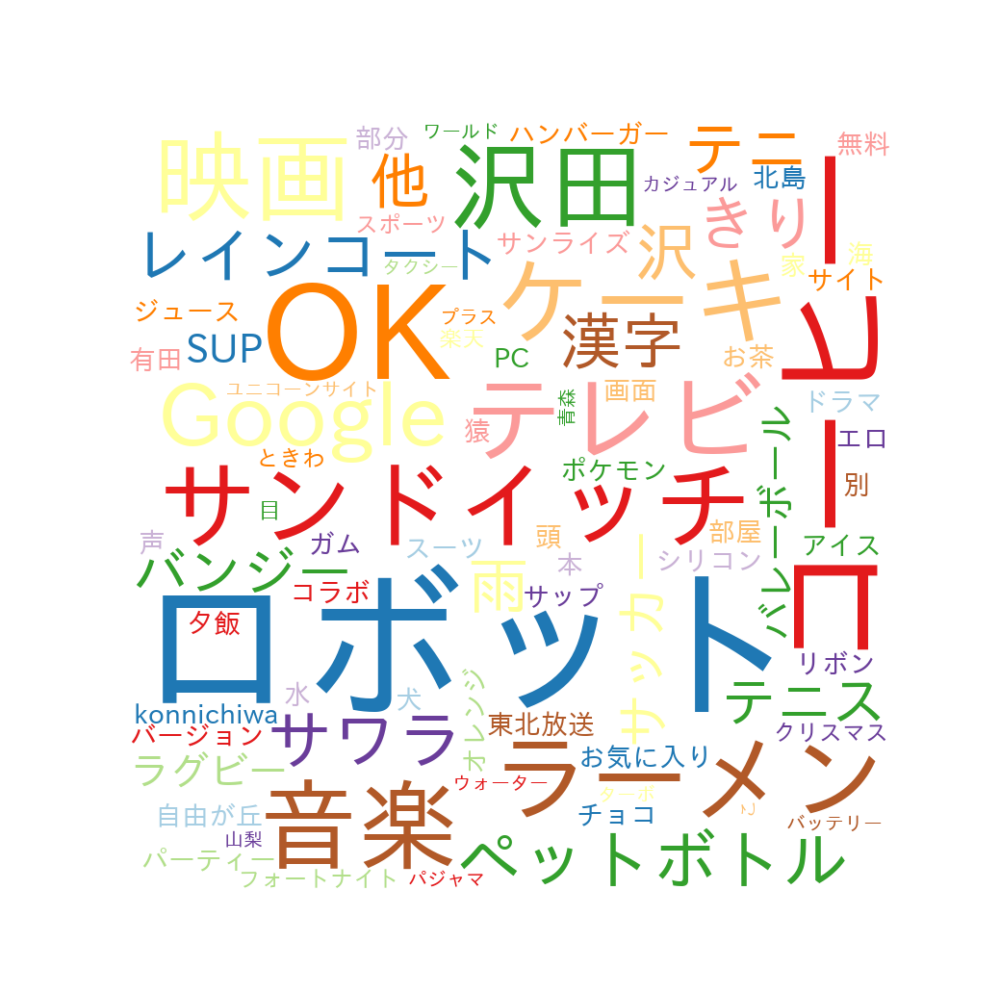 映画
部分
ワールド
ハンバーガー
テニ
無料
他
沢田
カジュアル
北島
コーヒー
レインコート
スポーツ
サンライズ
沢
きり
海
家
サイト
タクシー
ケーキ
ジュース
OK
プラス
SUP
楽天
漢字
有田
PC
お茶
Google
ユニコーンサイト
テレビ
青森
画面
ドラマ
猿
バレーボール
エロ
ときわ
サンドイッチ
ポケモン
別
目
声
ガム
スーツ
頭
部屋
シリコン
アイス
バンジー
コラボ
雨
本
サップ
サッカー
夕飯
ロボット
リボン
水
犬
テニス
konnichiwa
サワラ
オレンジ
東北放送
クリスマス
バージョン
ラグビー
お気に入り
ラーメン
ウォーター
ターボ
自由が丘
音楽
チョコ
バッテリー
山梨
パーティー
ペットボトル
フォートナイト
パジャマ